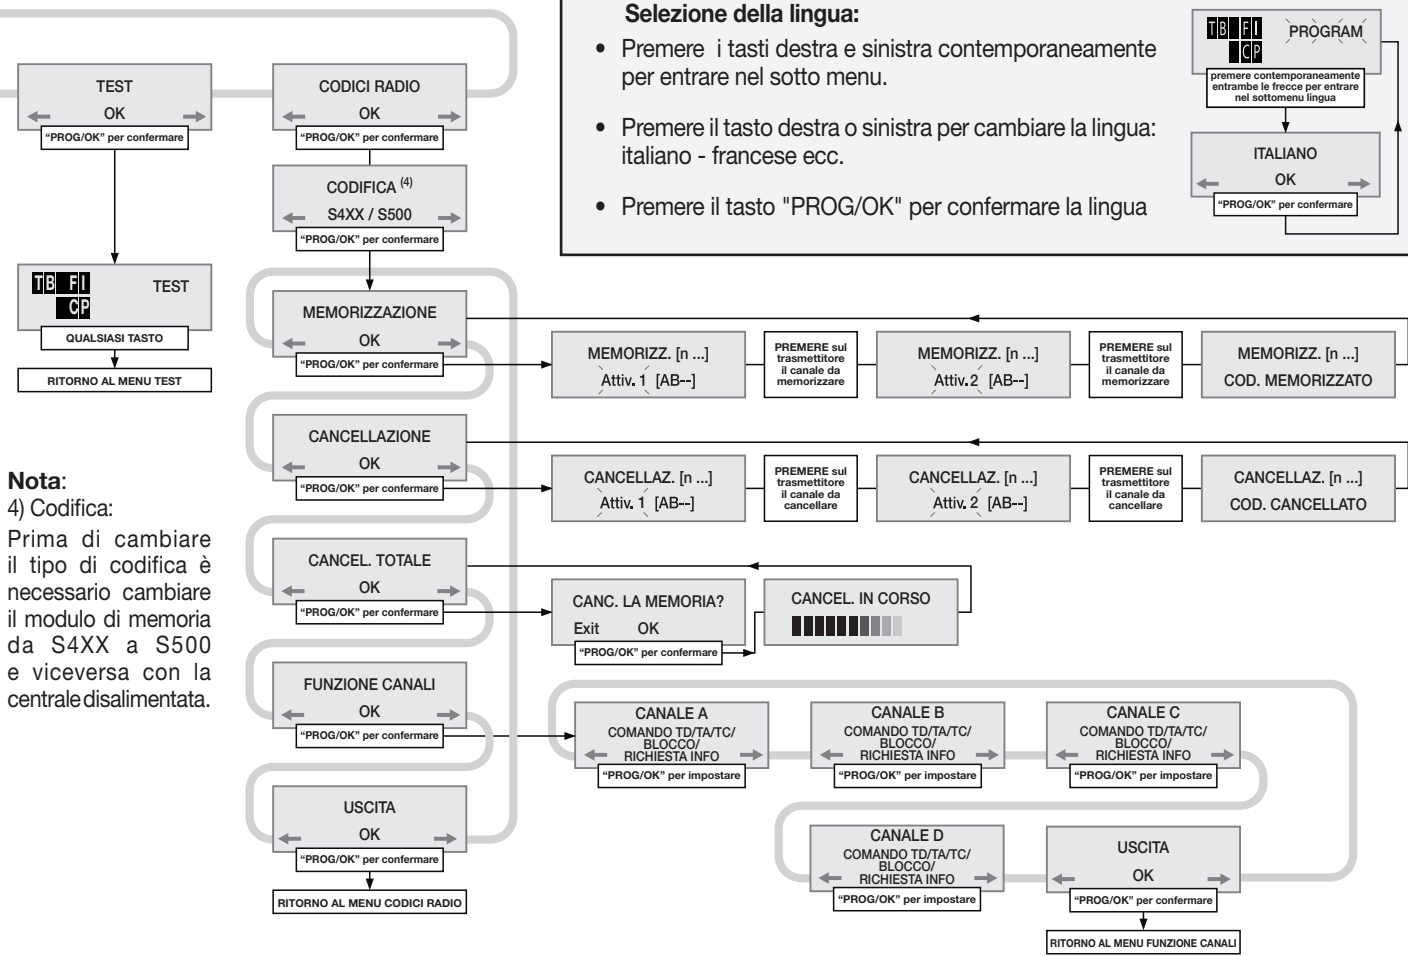 Selezione della lingua:
• Premere i tasti destra e sinistra contemporaneamente
per entrare nel sotto menu.
• Premere il tasto destra o sinistra per cambiare la lingua:
italiano - francese ecc.
• Premere il tasto "PROG/OK" per confermare la lingua
TB FI PROGRAM
CP
premere contemporaneamente
entrambe le frecce per entrare
nel sottomenu lingua
ITALIANO
OK
“PROG/OK” per confermare
TEST
OK
“PROG/OK” per confermare
TB FI TEST
CP
QUALSIASI TASTO
RITORNO AL MENU TEST
CODICI RADIO
OK
“PROG/OK” per confermare
CODIFICA (4)
S4XX / S500
“PROG/OK” per confermare
MEMORIZZAZIONE
OK
“PROG/OK” per confermare
MEMORIZZ. [n ...]
Attiv. 1 [AB--]
PREMERE sul
trasmettitore
il canale da
memorizzare
MEMORIZZ. [n ...]
Attiv. 2 [AB--]
PREMERE sul
trasmettitore
il canale da
memorizzare
MEMORIZZ. [n ...]
COD. MEMORIZZATO
CANCELLAZIONE
OK
“PROG/OK” per confermare
CANCELLAZ. [n ...]
Attiv. 1 [AB--]
PREMERE sul
trasmettitore
il canale da
cancellare
CANCELLAZ. [n ...]
Attiv. 2 [AB--]
PREMERE sul
trasmettitore
il canale da
cancellare
CANCELLAZ. [n ...]
COD. CANCELLATO
Nota:
4) Codifica:
Prima di cambiare
il tipo di codifica è
necessario cambiare
il modulo di memoria
da S4XX a S500
e viceversa con la
centrale disalimentata.
CANCEL. TOTALE
OK
“PROG/OK” per confermare
CANC. LA MEMORIA?
Exit OK
“PROG/OK” per confermare
CANCEL. IN CORSO
FUNZIONE CANALI
OK
“PROG/OK” per confermare
CANALE A
COMANDO TD/TA/TC/
BLOCCO/
RICHIESTA INFO
“PROG/OK” per impostare
CANALE B
COMANDO TD/TA/TC/
BLOCCO/
RICHIESTA INFO
“PROG/OK” per impostare
CANALE C
COMANDO TD/TA/TC/
BLOCCO/
RICHIESTA INFO
“PROG/OK” per impostare
USCITA
OK
“PROG/OK” per confermare
RITORNO AL MENU CODICI RADIO
CANALE D
COMANDO TD/TA/TC/
BLOCCO/
RICHIESTA INFO
“PROG/OK” per impostare
USCITA
OK
“PROG/OK” per confermare
RITORNO AL MENU FUNZIONE CANALI